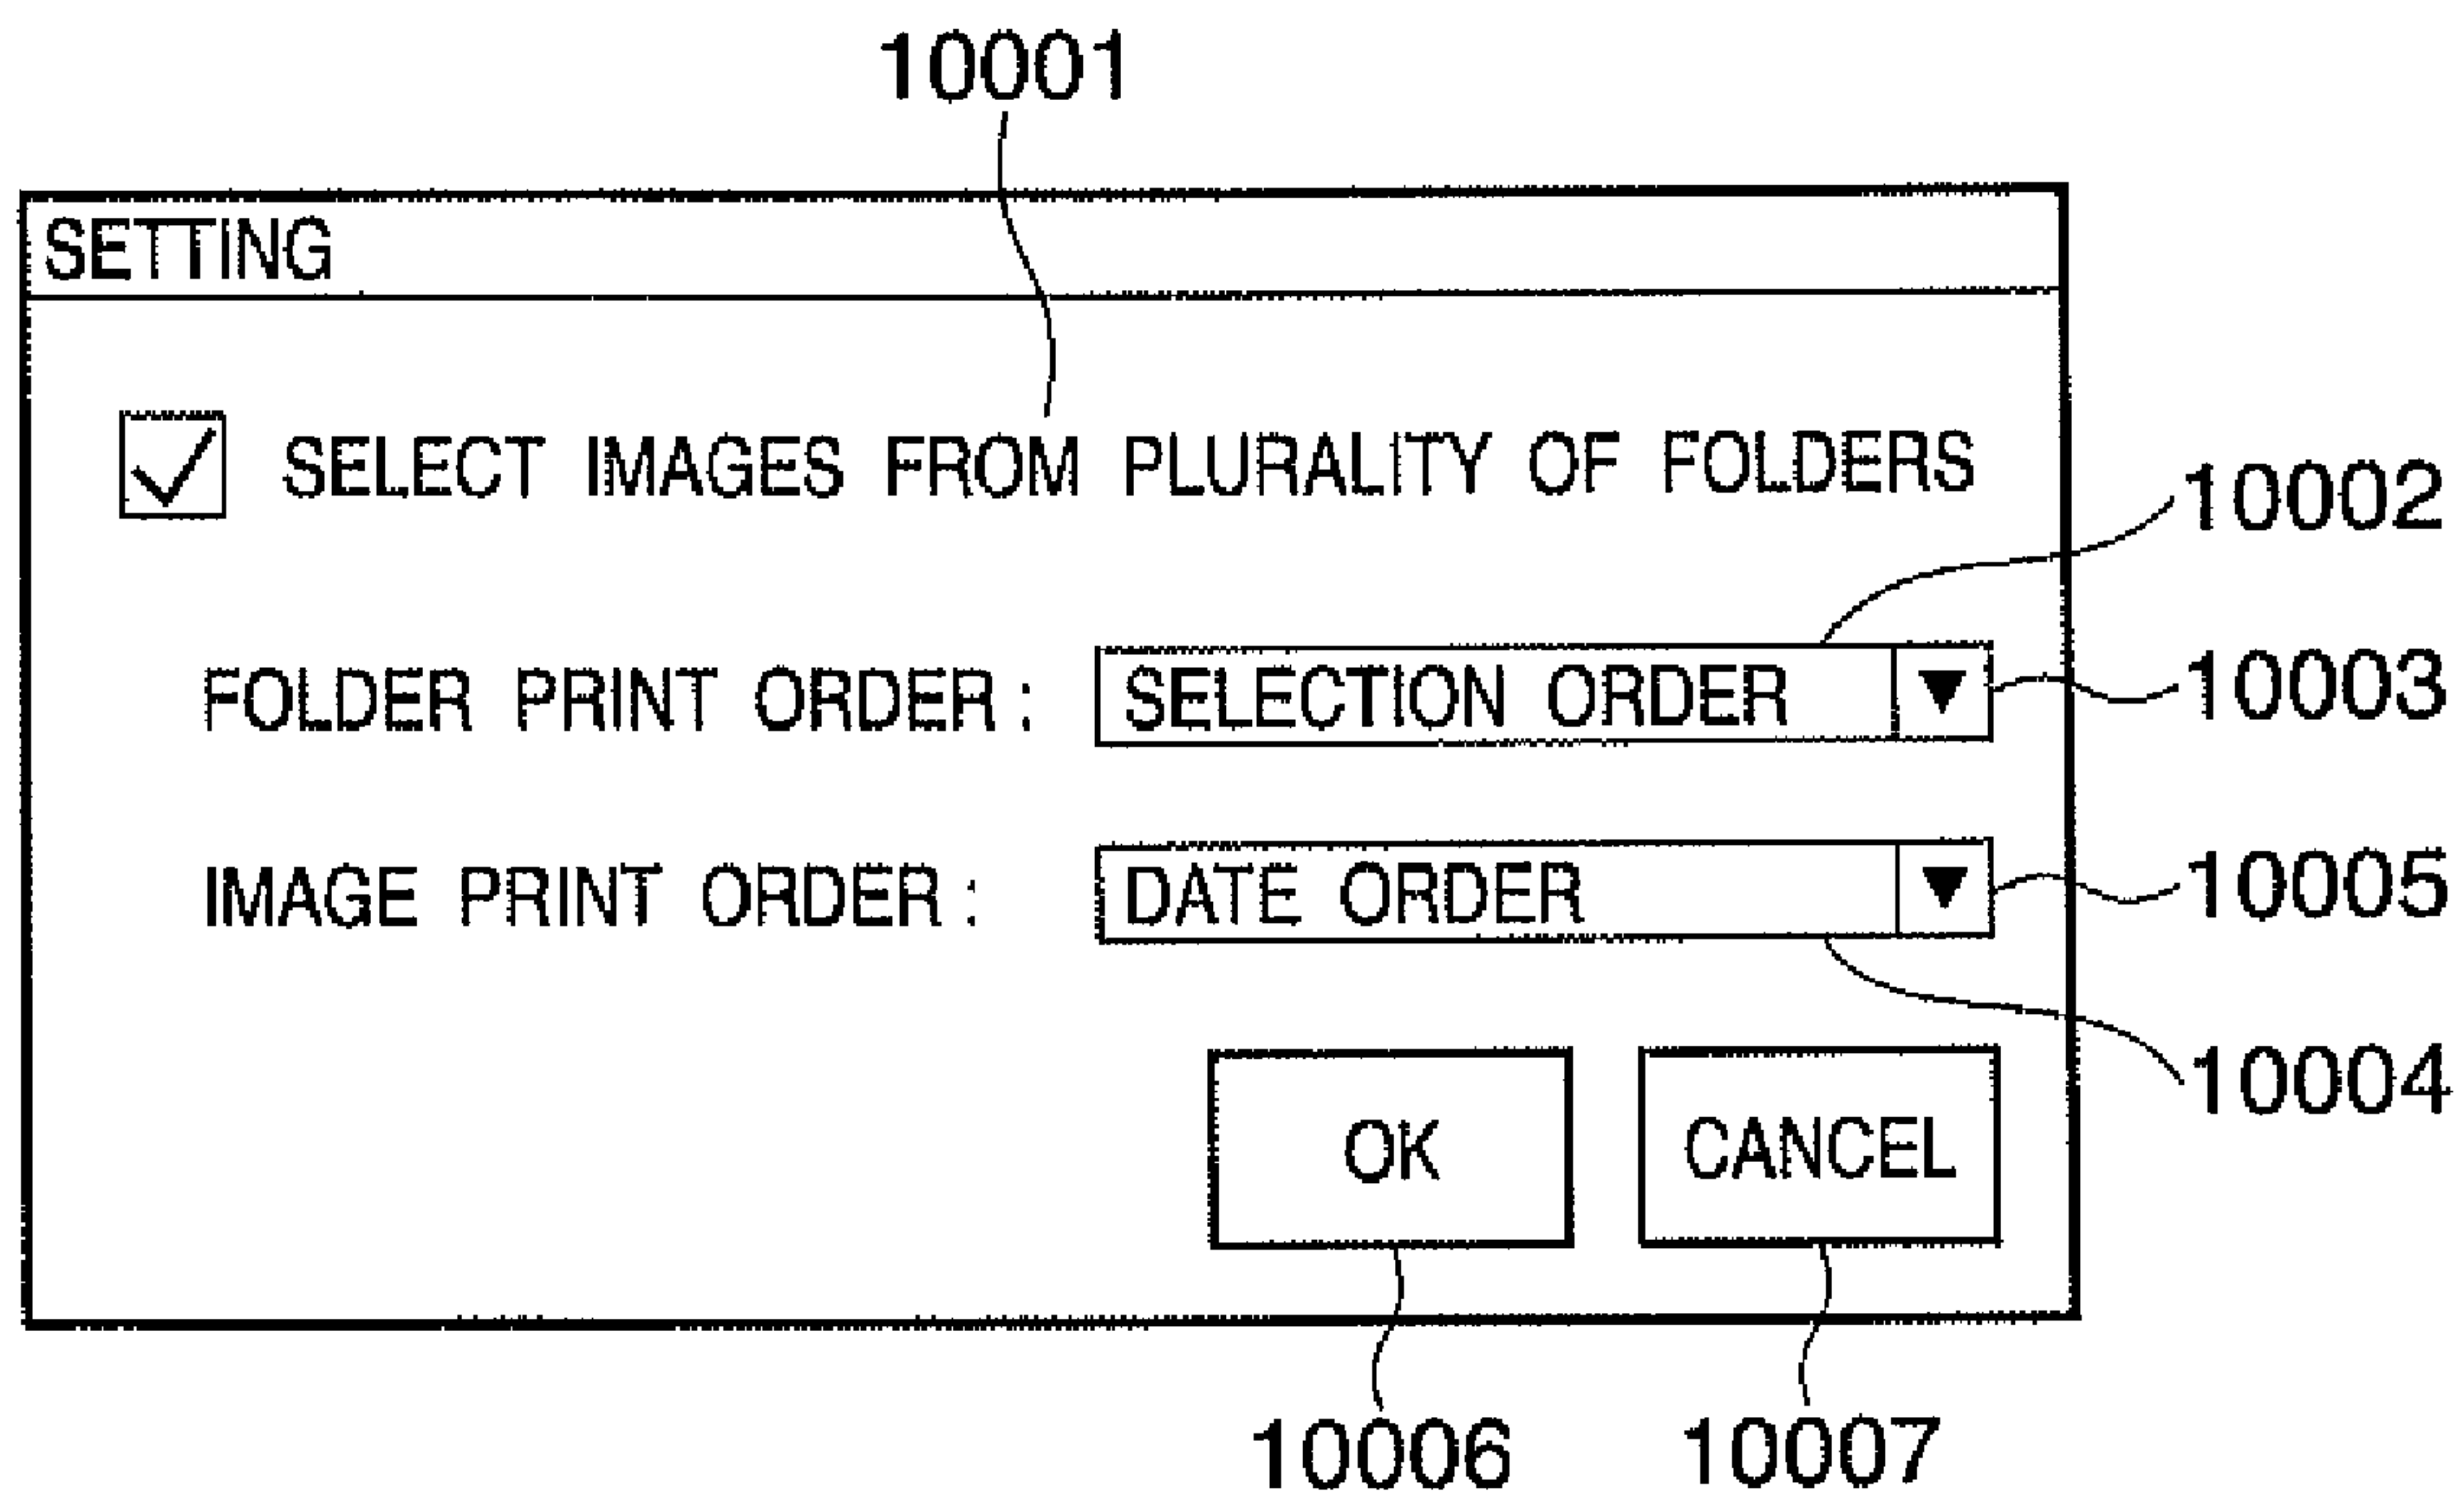 10001
SETTING
SELECT IMAGES FROM PLURALITY OF FOLDERS
10002
FOLDER PRINT ORDER: SELECTION ORDER ▼ 10003
IMAGE PRINT ORDER: DATE ORDER ▼ 10005
10004
OK CANCEL
10006 10007